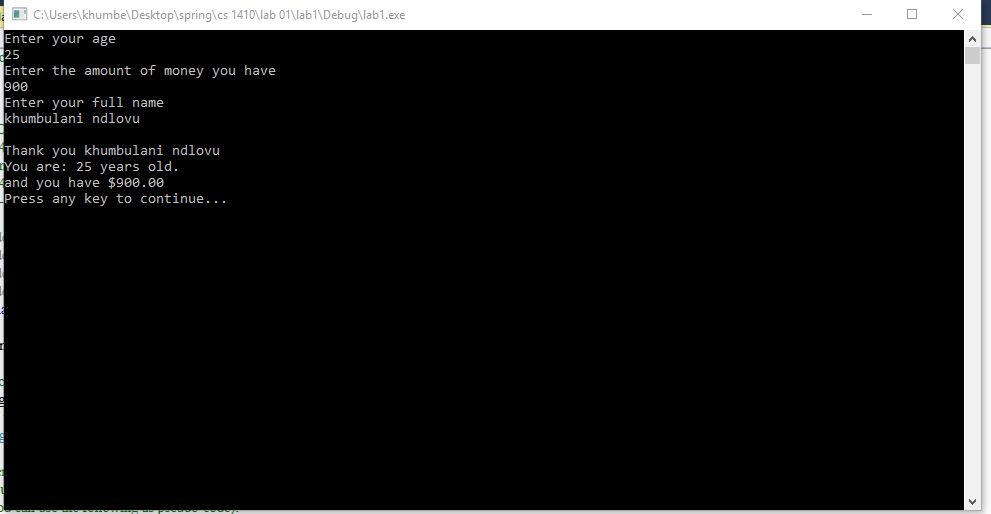 C:\Users\khumbe\Desktop\spring\cs 1410\lab 01\lab1\Debug\lab1.exe
Enter your age
25
Enter the amount of money you have
900
Enter your full name
khumbulani ndlovu
Thank you khumbulani ndlovu
You are: 25 years old.
and you have $900.00
Press any key to continue...